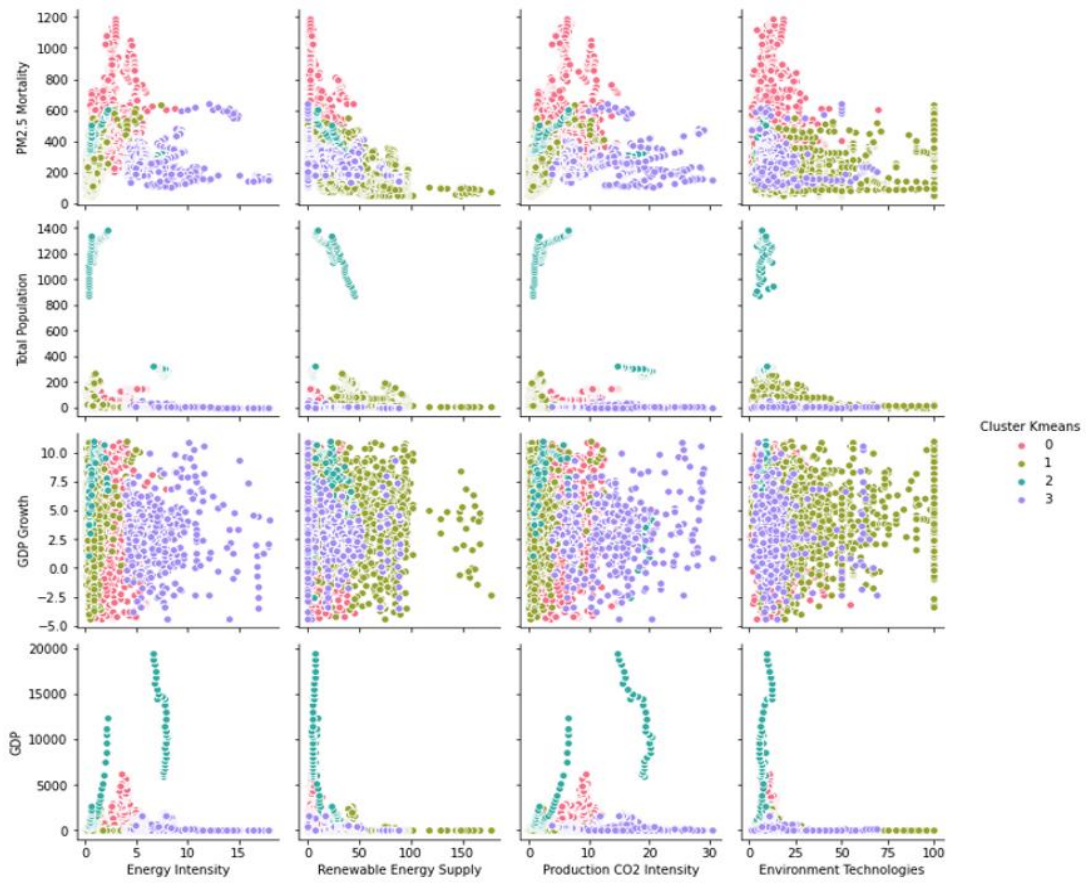 1200
1000
800
600
400
200
0
PM2.5 Mortality
1400
1200
1000
800
600
400
200
0
Total Population
10.0
7.5
5.0
2.5
0.0
−2.5
−5.0
GDP Growth
20000
15000
10000
5000
0
GDP
0 5 10 15
Energy Intensity
0 50 100 150
Renewable Energy Supply
0 10 20 30
Production CO2 Intensity
0 25 50 75 100
Environment Technologies
Cluster Kmeans
0
1
2
3